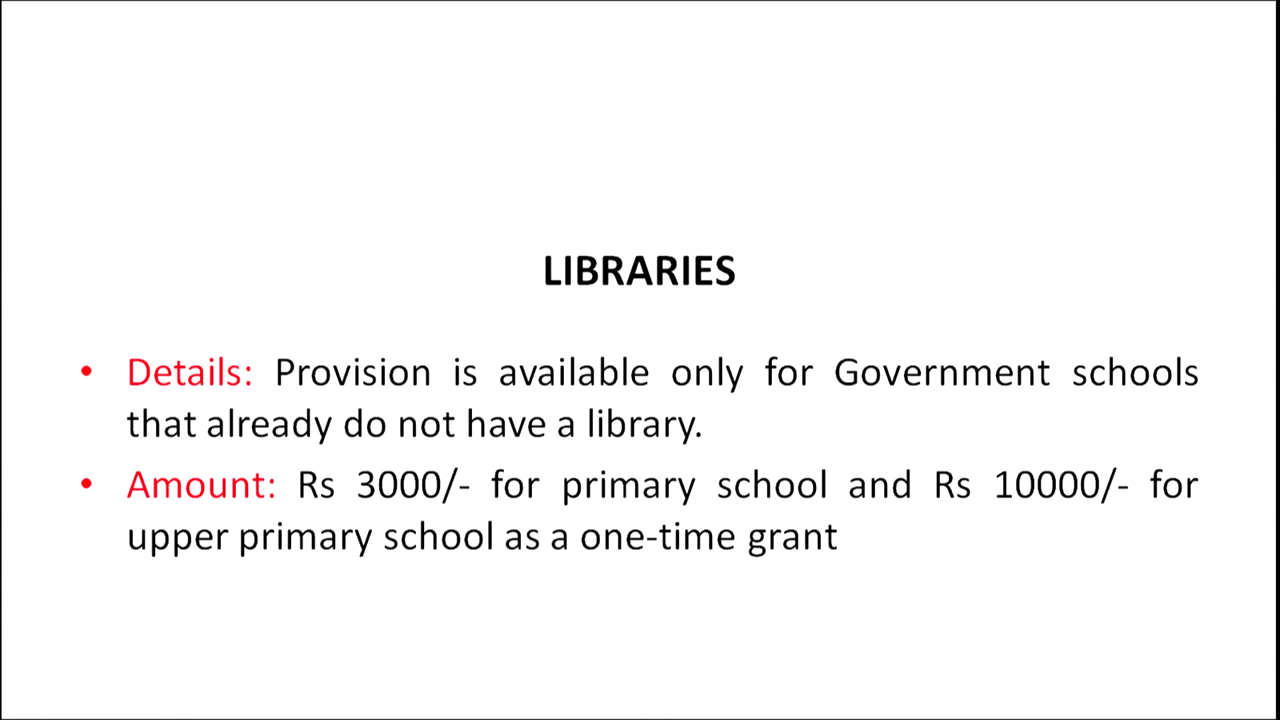 LIBRARIES
• Details: Provision is available only for Government schools
that already do not have a library.
• Amount: Rs 3000/- for primary school and Rs 10000/- for
upper primary school as a one-time grant